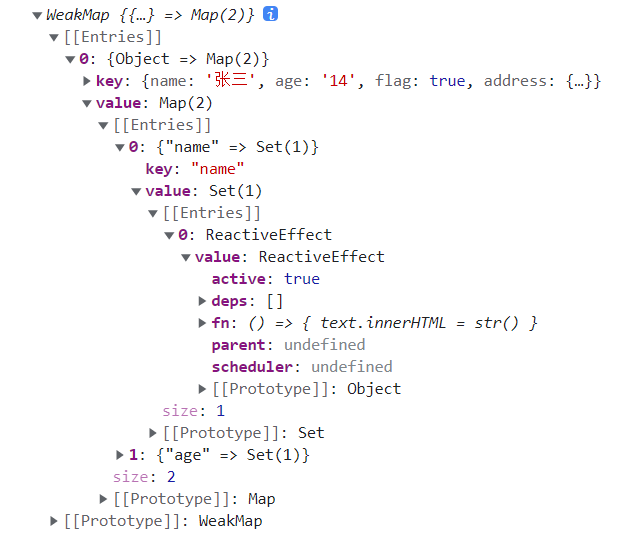 WeakMap {{…} => Map(2)} i
[[Entries]]
0: {Object => Map(2)}
key: {name: '张三', age: '14', flag: true, address: {…}}
value: Map(2)
[[Entries]]
0: {"name" => Set(1)}
key: "name"
value: Set(1)
[[Entries]]
0: ReactiveEffect
value: ReactiveEffect
active: true
deps: []
fn: () => { text.innerHTML = str() }
parent: undefined
scheduler: undefined
[[Prototype]]: Object
size: 1
[[Prototype]]: Set
1: {"age" => Set(1)}
size: 2
[[Prototype]]: Map
[[Prototype]]: WeakMap